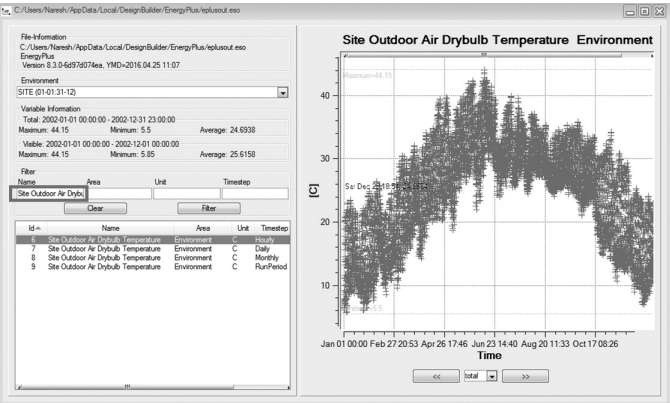 C:/Users/Naresh/AppData/Local/DesignBuilder/EnergyPlus/eplusout.eso
File-Information
C:/Users/Naresh/AppData/Local/DesignBuilder/EnergyPlus/eplusout.eso
EnergyPlus
Version 8.3.0-6d97d074ea, YMD=2016.04.25 11:07
Environment
SITE (01-01:31-12)
Variable Information
Total: 2002-01-01 00:00:00 - 2002-12-31 23:00:00
Maximum: 44.15 Minimum: 5.5 Average: 24.6938
Visible: 2002-01-01 00:00:00 - 2002-12-01 00:00:00
Maximum: 44.15 Minimum: 5.85 Average: 25.6158
Filter
Name Area Unit Timestep
Site Outdoor Air Drybu
Clear Filter
Id Name Area Unit Timestep
6 Site Outdoor Air Drybulb Temperature Environment C Hourly
7 Site Outdoor Air Drybulb Temperature Environment C Daily
8 Site Outdoor Air Drybulb Temperature Environment C Monthly
9 Site Outdoor Air Drybulb Temperature Environment C RunPeriod
Site Outdoor Air Drybulb Temperature Environment
Maximum=44.15
40
30
[C]
20
10
Jan 01 00:00 Feb 27 20:53 Apr 26 17:46 Jun 23 14:40 Aug 20 11:33 Oct 17 08:26
Time
<< total >>